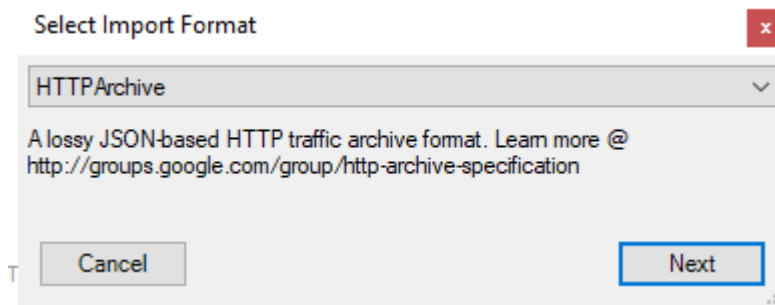 Select Import Format
x
HTTPArchive
A lossy JSON-based HTTP traffic archive format. Learn more @
http://groups.google.com/group/http-archive-specification
T
Cancel
Next